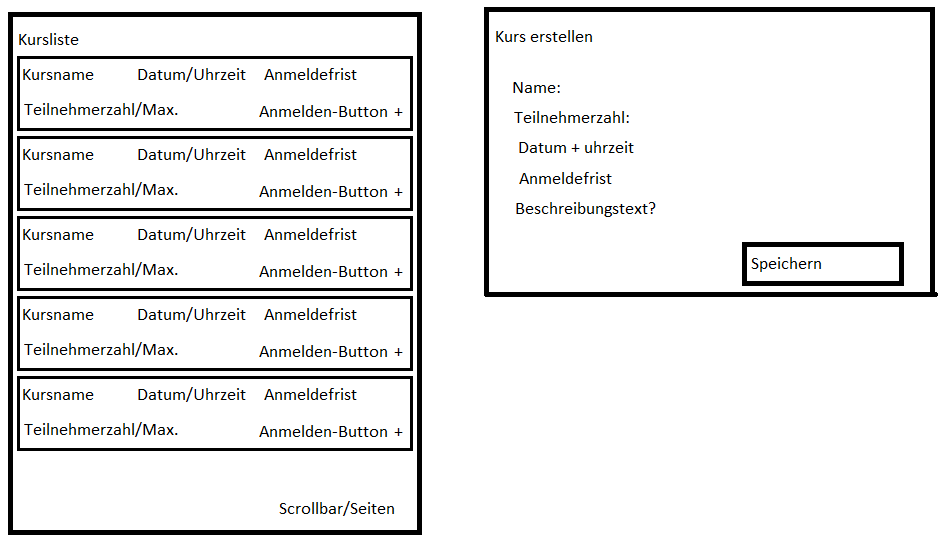 Kursliste
Kursname Datum/Uhrzeit Anmeldefrist
Teilnehmerzahl/Max. Anmelden-Button +
Kursname Datum/Uhrzeit Anmeldefrist
Teilnehmerzahl/Max. Anmelden-Button +
Kursname Datum/Uhrzeit Anmeldefrist
Teilnehmerzahl/Max. Anmelden-Button +
Kursname Datum/Uhrzeit Anmeldefrist
Teilnehmerzahl/Max. Anmelden-Button +
Kursname Datum/Uhrzeit Anmeldefrist
Teilnehmerzahl/Max. Anmelden-Button +
Scrollbar/Seiten
Kurs erstellen
Name:
Teilnehmerzahl:
Datum + uhrzeit
Anmeldefrist
Beschreibungstext?
Speichern